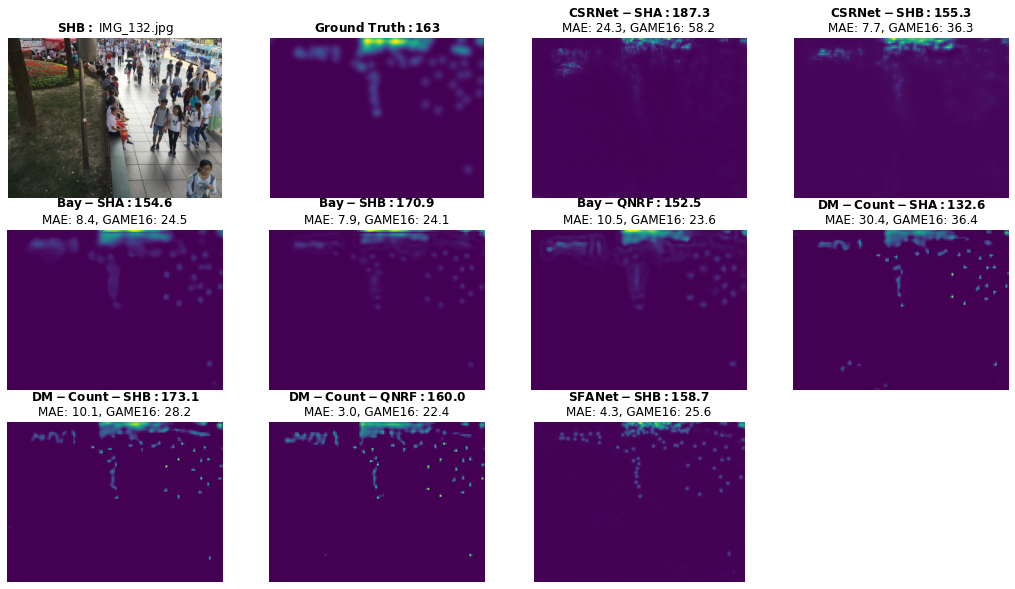 SHB: IMG_132.jpg
Ground Truth: 163
CSRNet − SHA: 187.3
MAE: 24.3, GAME16: 58.2
CSRNet − SHB: 155.3
MAE: 7.7, GAME16: 36.3
Bay − SHA: 154.6
MAE: 8.4, GAME16: 24.5
Bay − SHB: 170.9
MAE: 7.9, GAME16: 24.1
Bay − QNRF: 152.5
MAE: 10.5, GAME16: 23.6
DM − Count − SHA: 132.6
MAE: 30.4, GAME16: 36.4
DM − Count − SHB: 173.1
MAE: 10.1, GAME16: 28.2
DM − Count − QNRF: 160.0
MAE: 3.0, GAME16: 22.4
SFANet − SHB: 158.7
MAE: 4.3, GAME16: 25.6